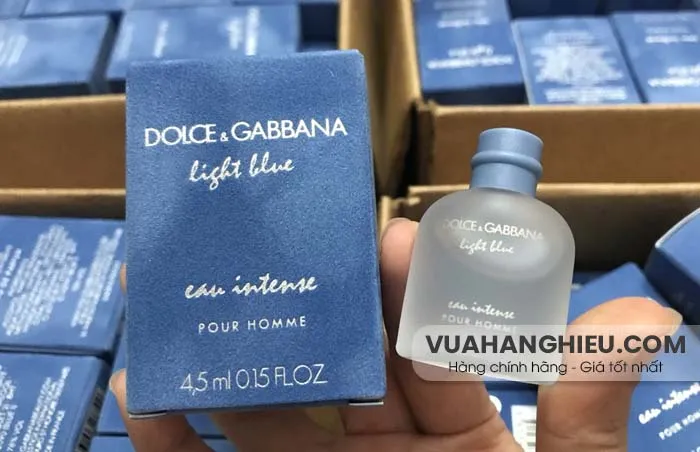 DOLCE & GABBANA
light blue
eau intense
POUR HOMME
4,5 ml 0.15 FL.OZ
DOLCE & GABBANA
light blue
eau intense
POUR HOMME
VUAHANGHIEU.COM
Hàng chính hãng - Giá tốt nhất